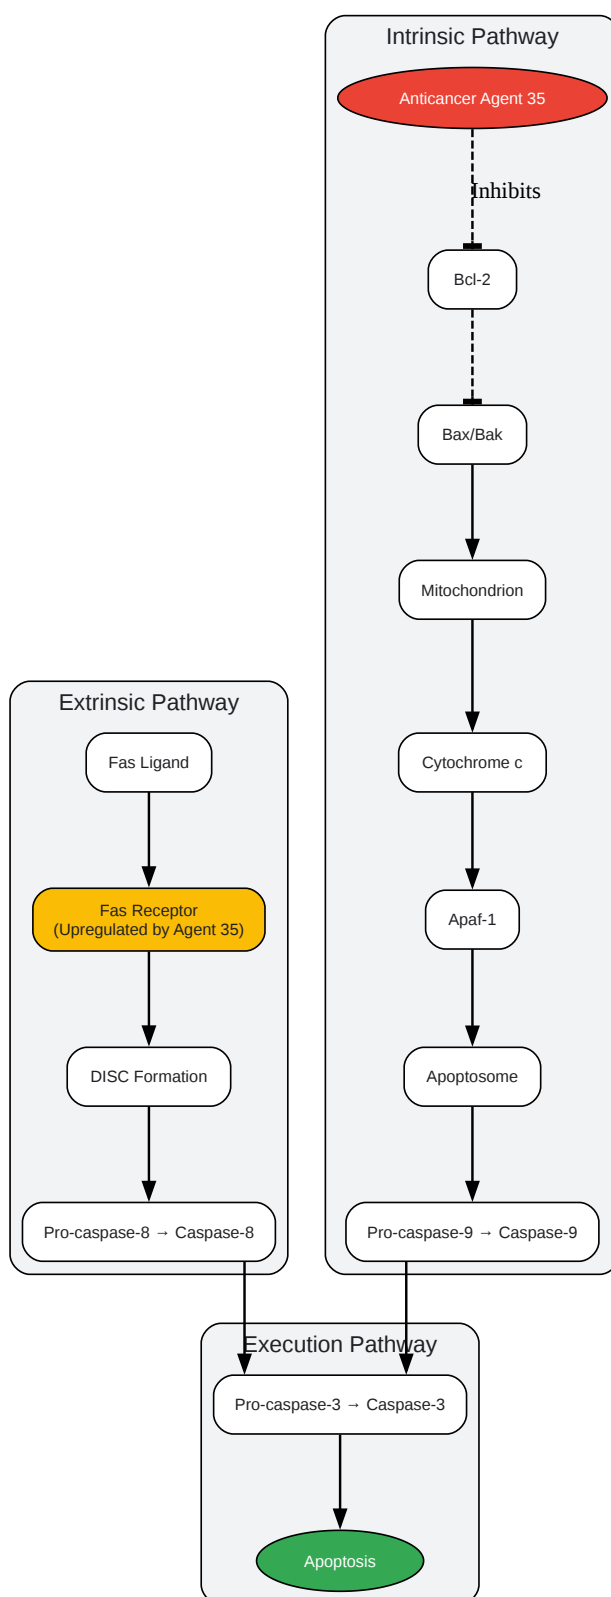 Intrinsic Pathway
Anticancer Agent 35
Inhibits
Bcl-2
Bax/Bak
Mitochondrion
Extrinsic Pathway
Fas Ligand
Cytochrome c
Fas Receptor
(Upregulated by Agent 35)
Apaf-1
DISC Formation
Apoptosome
Pro-caspase-8 → Caspase-8
Pro-caspase-9 → Caspase-9
Execution Pathway
Pro-caspase-3 → Caspase-3
Apoptosis